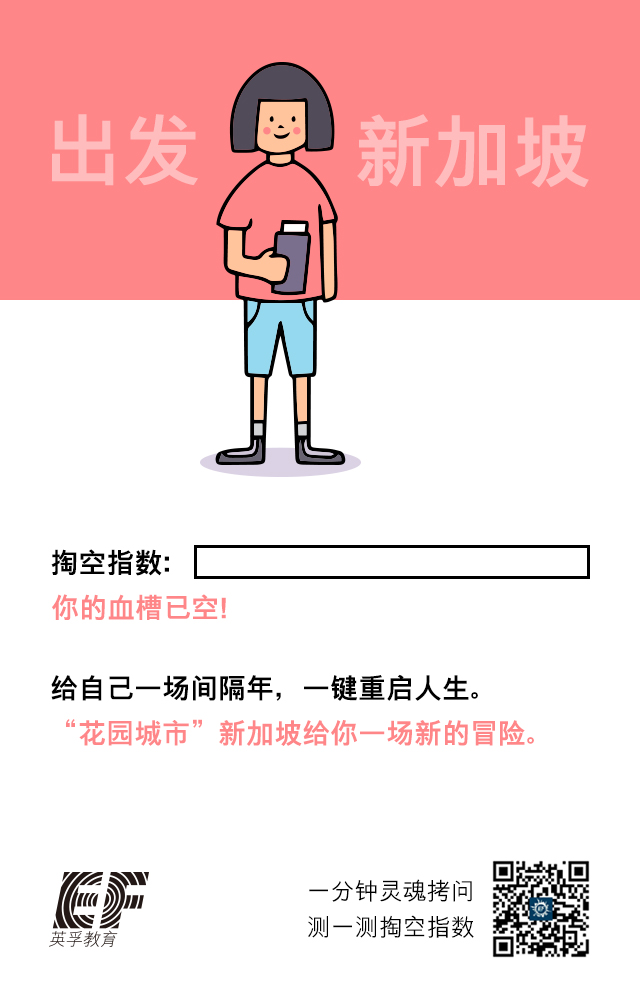 出发 新加坡
掏空指数:
你的血槽已空!
给自己一场间隔年，一键重启人生。
“花园城市”新加坡给你一场新的冒险。
EF
英孚教育
一分钟灵魂拷问
测一测掏空指数